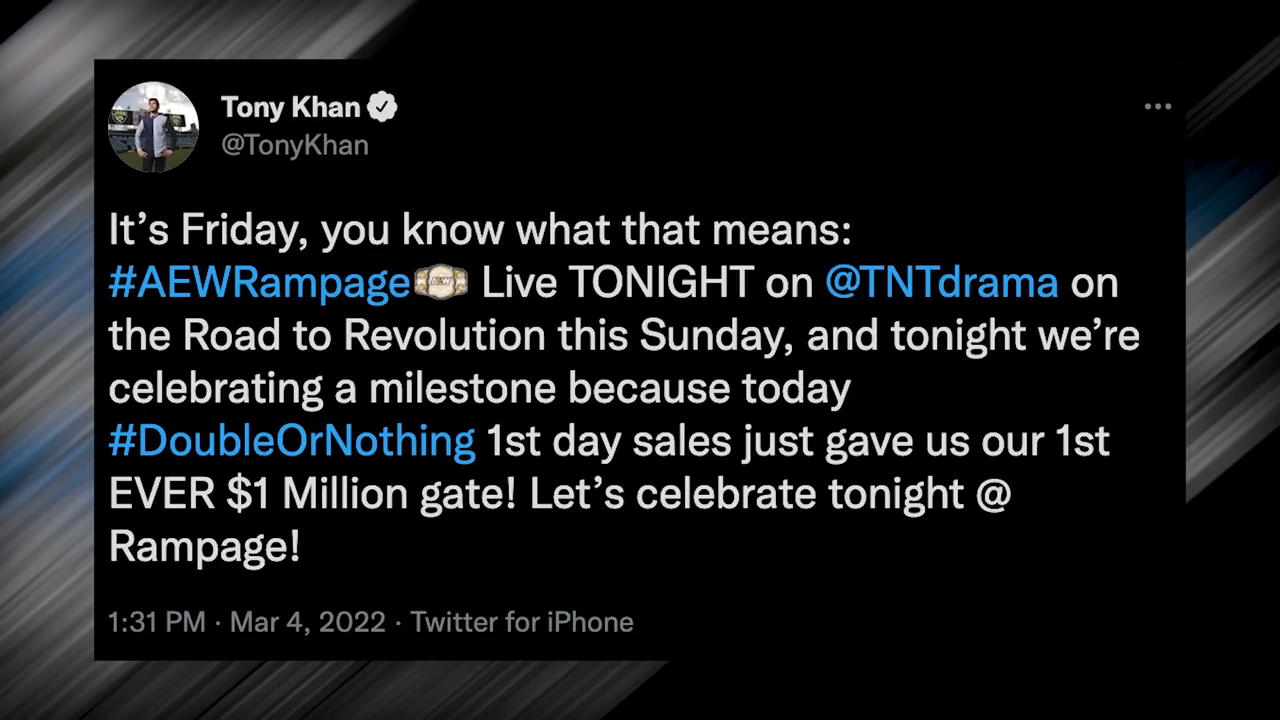 Tony Khan
@TonyKhan
It’s Friday, you know what that means:
#AEWRampage Live TONIGHT on @TNTdrama on
the Road to Revolution this Sunday, and tonight we’re
celebrating a milestone because today
#DoubleOrNothing 1st day sales just gave us our 1st
EVER $1 Million gate! Let’s celebrate tonight @
Rampage!
1:31 PM · Mar 4, 2022 · Twitter for iPhone